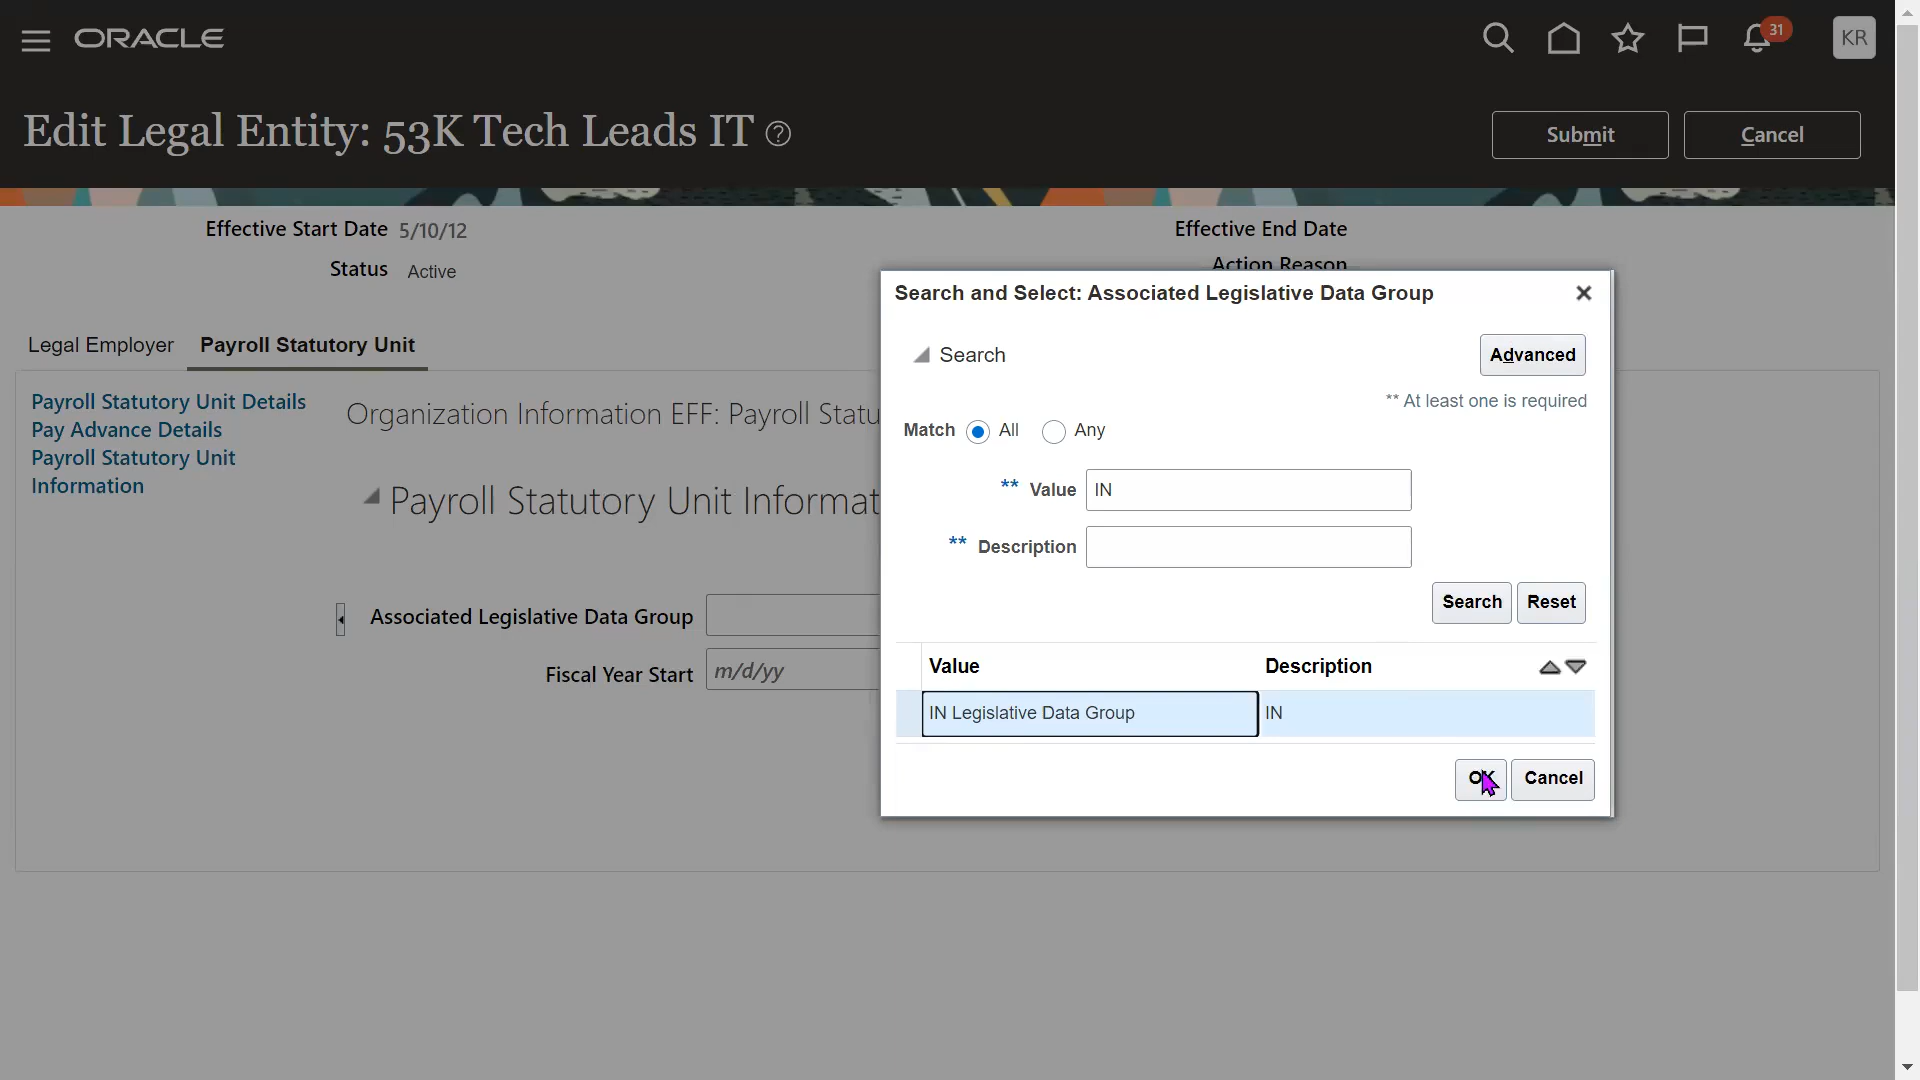 ORACLE
31
KR
Edit Legal Entity: 53K Tech Leads IT ?
Submit
Cancel
Effective Start Date 5/10/12
Effective End Date
Status Active
Action Reason
Legal Employer
Payroll Statutory Unit
Payroll Statutory Unit Details
Pay Advance Details
Payroll Statutory Unit
Information
Organization Information EFF: Payroll Statu
Payroll Statutory Unit Informat
Associated Legislative Data Group
Fiscal Year Start m/d/yy
Search and Select: Associated Legislative Data Group
Search
Advanced
** At least one is required
Match All Any
** Value IN
** Description
Search
Reset
Value
Description
IN Legislative Data Group
IN
OK
Cancel